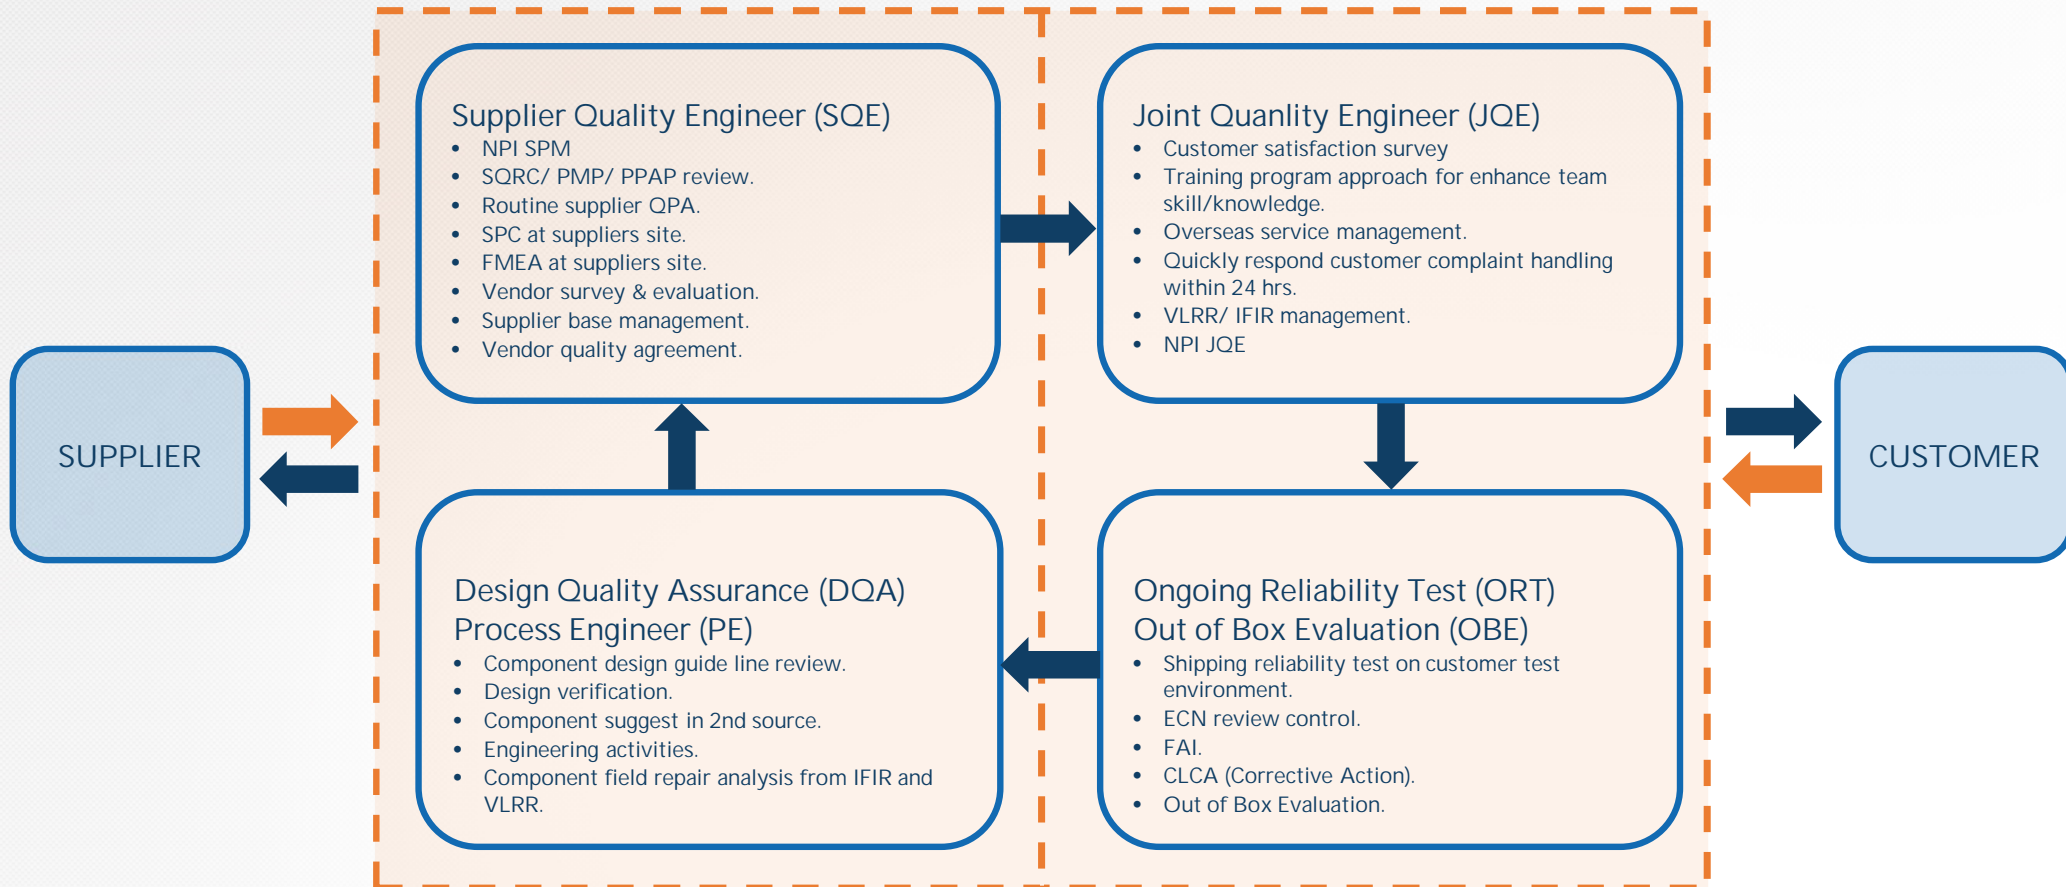 SUPPLIER
Supplier Quality Engineer (SQE)
• NPI SPM
• SQRC/ PMP/ PPAP review.
• Routine supplier QPA.
• SPC at suppliers site.
• FMEA at suppliers site.
• Vendor survey & evaluation.
• Supplier base management.
• Vendor quality agreement.
Joint Quanlity Engineer (JQE)
• Customer satisfaction survey
• Training program approach for enhance team
skill/knowledge.
• Overseas service management.
• Quickly respond customer complaint handling
within 24 hrs.
• VLRR/ IFIR management.
• NPI JQE
Design Quality Assurance (DQA)
Process Engineer (PE)
• Component design guide line review.
• Design verification.
• Component suggest in 2nd source.
• Engineering activities.
• Component field repair analysis from IFIR and
VLRR.
Ongoing Reliability Test (ORT)
Out of Box Evaluation (OBE)
• Shipping reliability test on customer test
environment.
• ECN review control.
• FAI.
• CLCA (Corrective Action).
• Out of Box Evaluation.
CUSTOMER